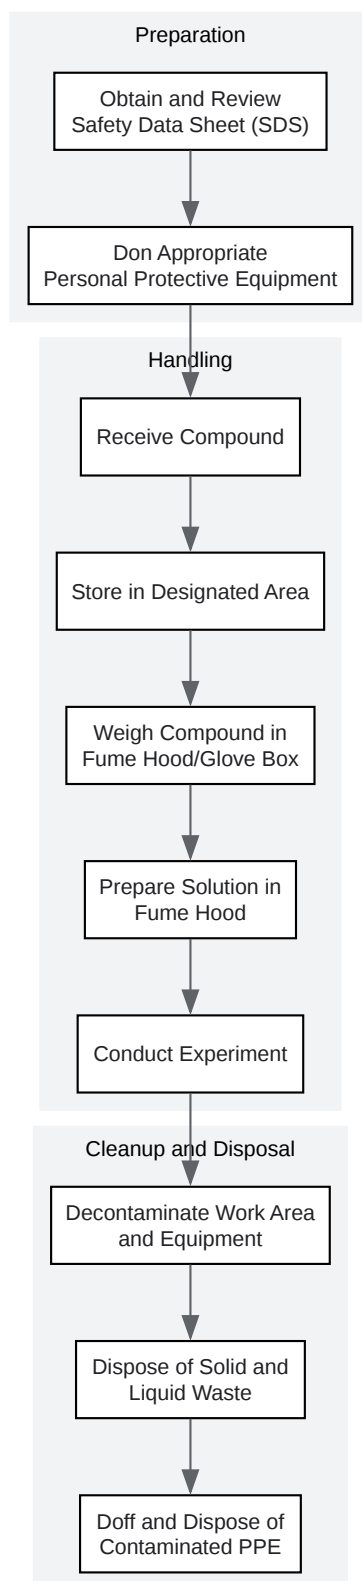 Preparation
Obtain and Review
Safety Data Sheet (SDS)
Don Appropriate
Personal Protective Equipment
Handling
Receive Compound
Store in Designated Area
Weigh Compound in
Fume Hood/Glove Box
Prepare Solution in
Fume Hood
Conduct Experiment
Cleanup and Disposal
Decontaminate Work Area
and Equipment
Dispose of Solid and
Liquid Waste
Doff and Dispose of
Contaminated PPE